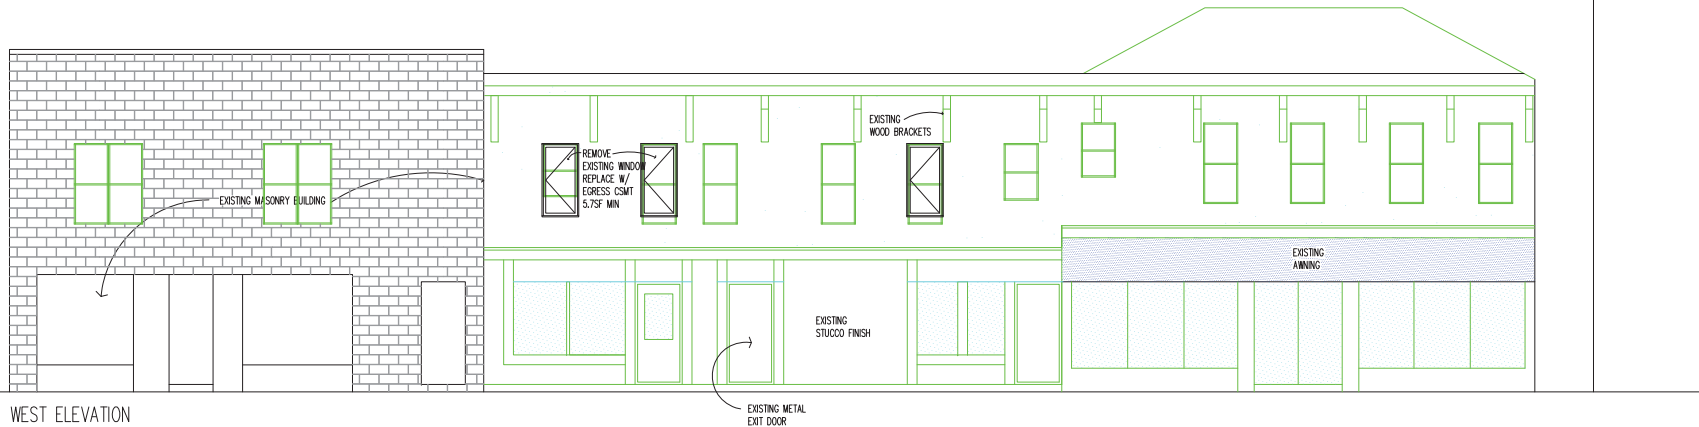 EXISTING
WOOD BRACKETS
REMOVE
EXISTING WINDOW
REPLACE W/
EGRESS CSMT
5.7SF MIN
EXISTING MASONRY BUILDING
EXISTING
AWNING
EXISTING
STUCCO FINISH
EXISTING METAL
EXIT DOOR
WEST ELEVATION